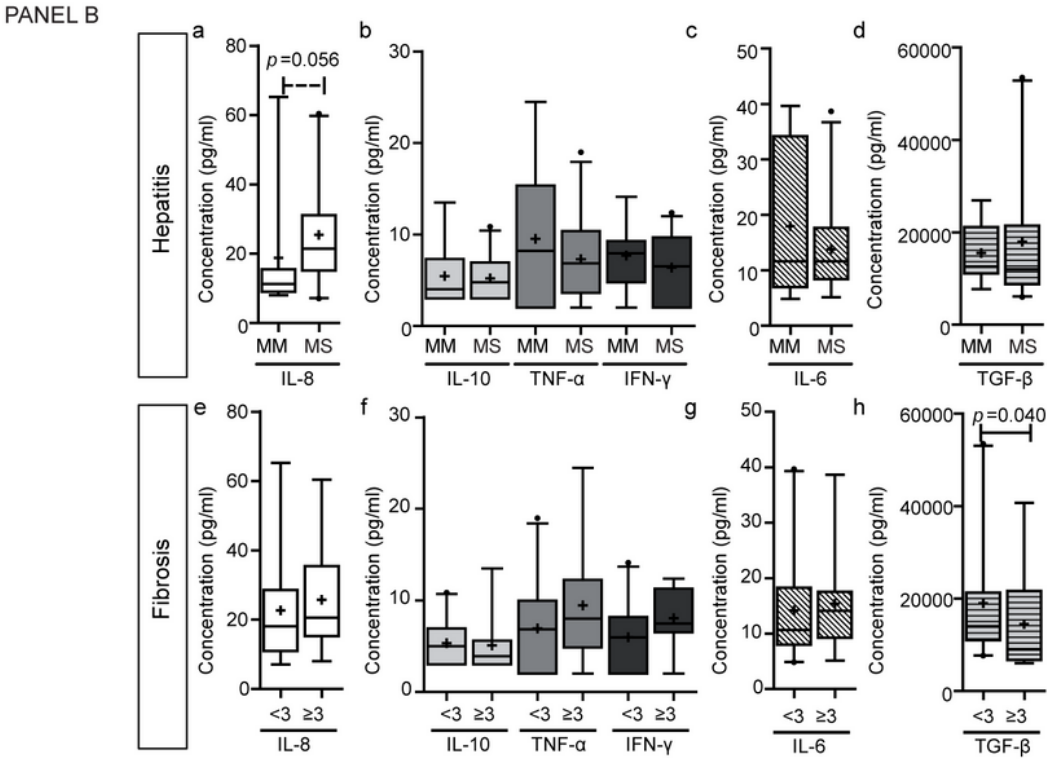 PANEL B
Hepatitis
a
80
60
40
20
0
Concentration (pg/ml)
p=0.056
MM MS
IL-8
b
30
20
10
0
Concentration (pg/ml)
MM MS MM MS MM MS
IL-10 TNF-α IFN-γ
c
50
40
30
20
10
0
Concentration (pg/ml)
MM MS
IL-6
d
60000
40000
20000
0
Concentrationn (pg/ml)
MM MS
TGF-β
Fibrosis
e
80
60
40
20
0
Concentration (pg/ml)
<3 ≥3
IL-8
f
30
20
10
0
Concentration (pg/ml)
<3 ≥3 <3 ≥3 <3 ≥3
IL-10 TNF-α IFN-γ
g
50
40
30
20
10
0
Concentration (pg/ml)
<3 ≥3
IL-6
h
60000
40000
20000
0
Concentration (pg/ml)
p=0.040
<3 ≥3
TGF-β